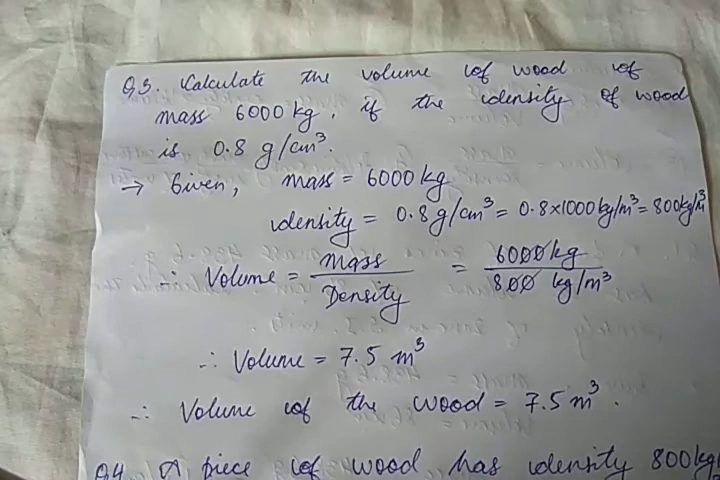 Q3. Calculate the volume of wood of
mass 6000 kg. if the density of wood
is 0.8 g/cm³.
→ Given, mass = 6000 kg
density = 0.8 g/cm³ = 0.8×1000 kg/m³ = 800 kg/m³
∴ Volume = mass / Density = 6000 kg / 800 kg/m³
∴ Volume = 7.5 m³
∴ Volume of the wood = 7.5 m³.
Q4. A piece of wood has density 800 kg/